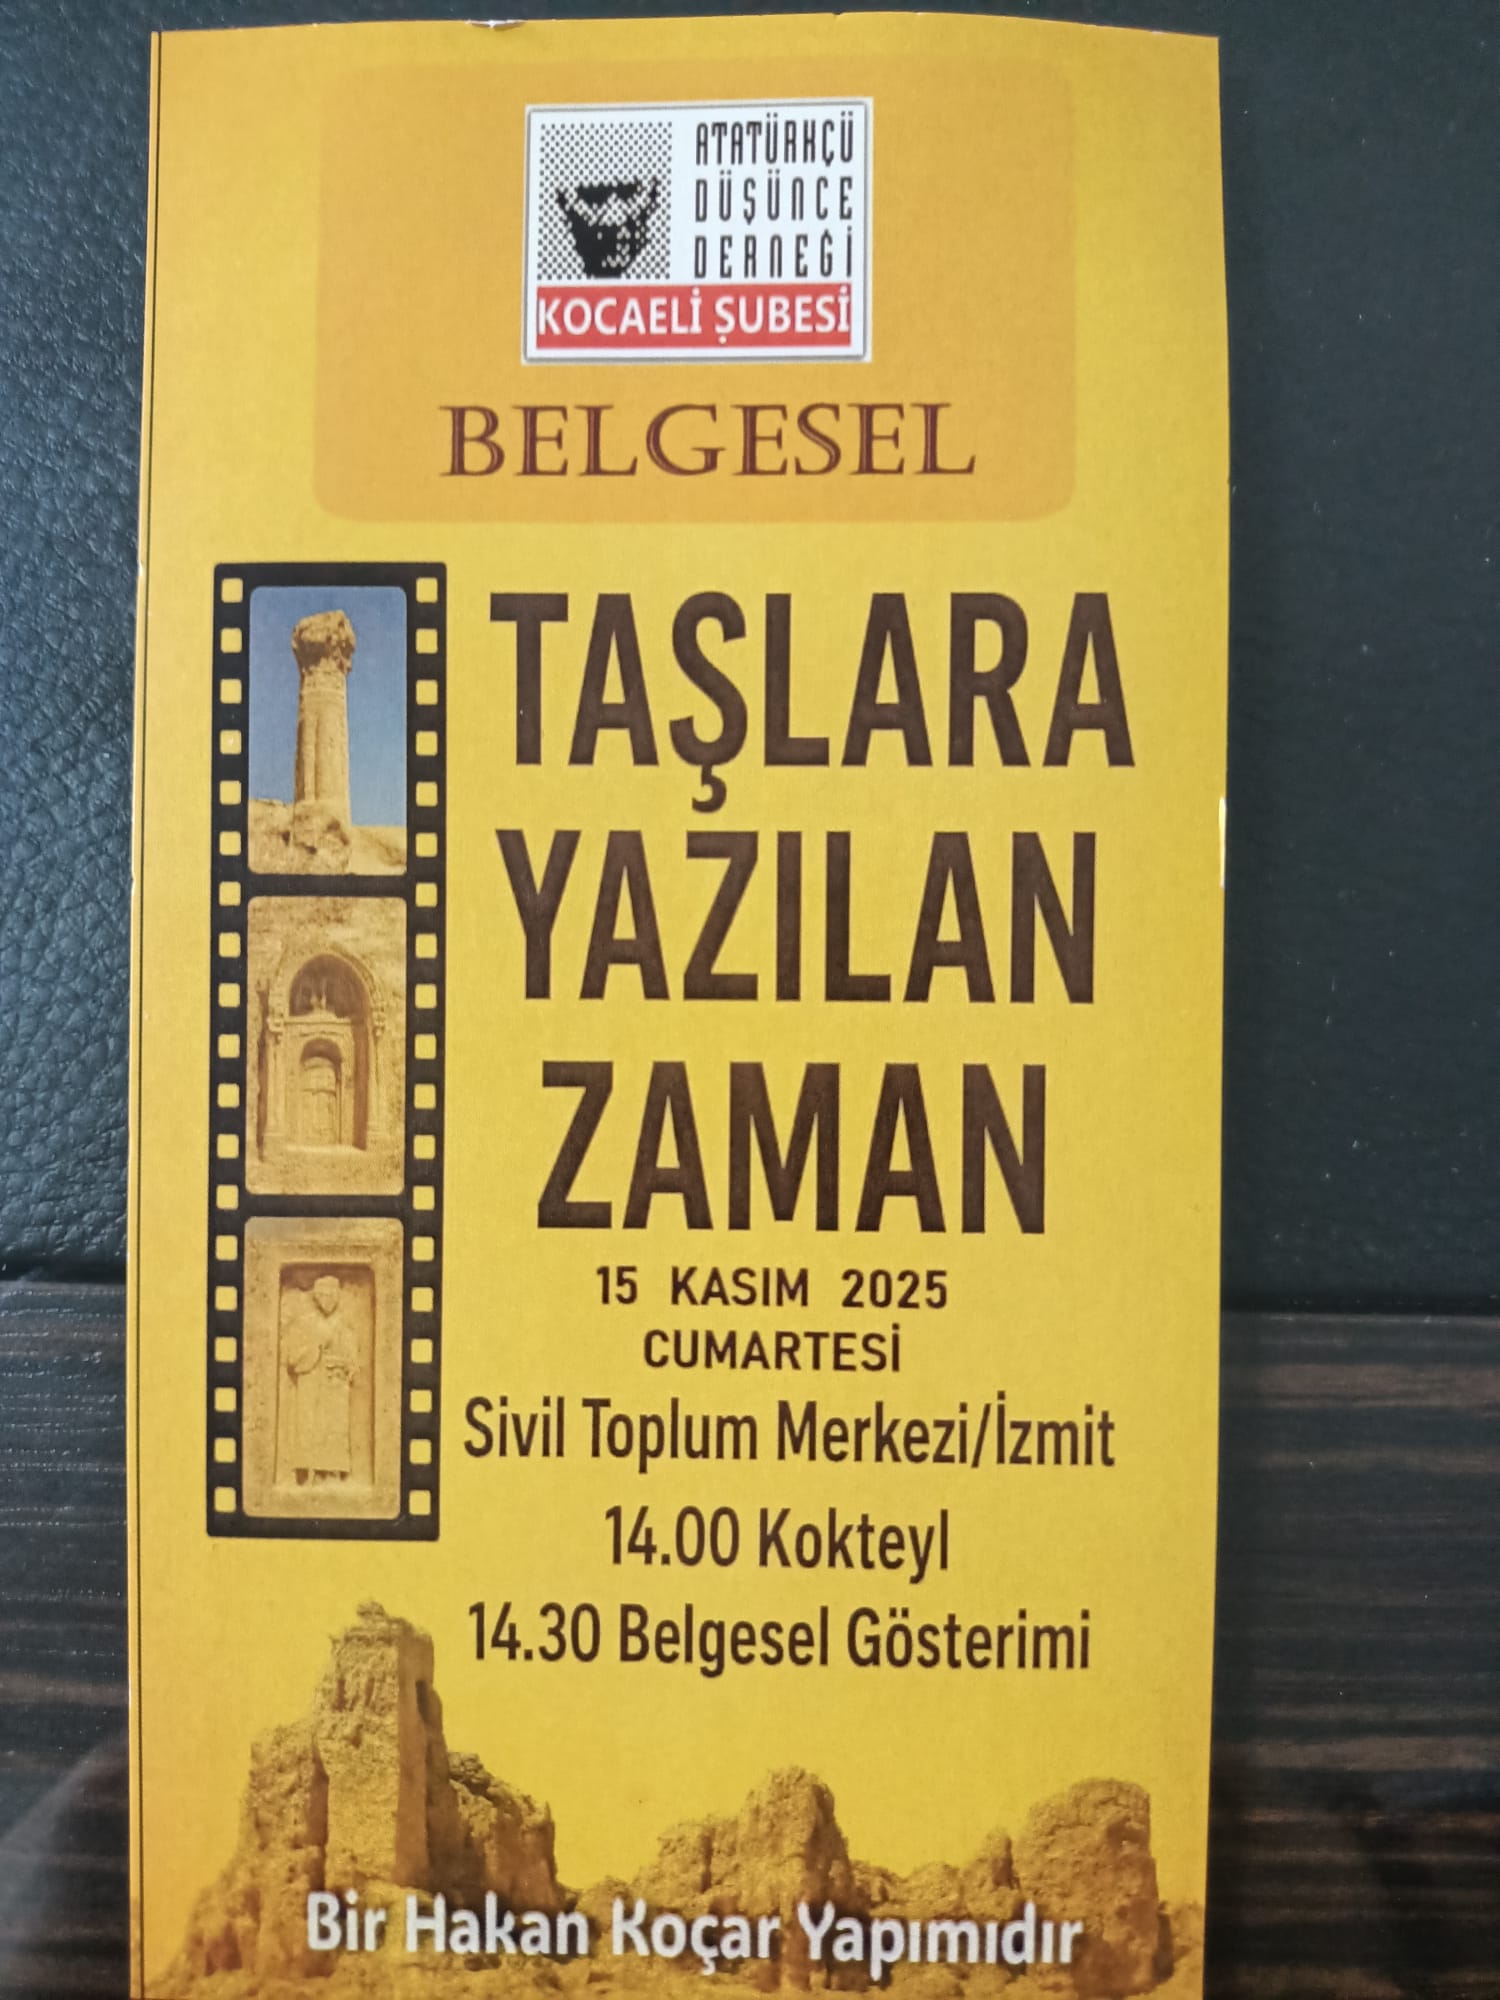 ATATÜRKÇÜ
DÜŞÜNCE
DERNEĞİ
KOCAELİ ŞUBESİ
BELGESEL
TAŞLARA
YAZILAN
ZAMAN
15 KASIM 2025
CUMARTESİ
Sivil Toplum Merkezi/İzmit
14.00 Kokteyl
14.30 Belgesel Gösterimi
Bir Hakan Koçar Yapımıdır